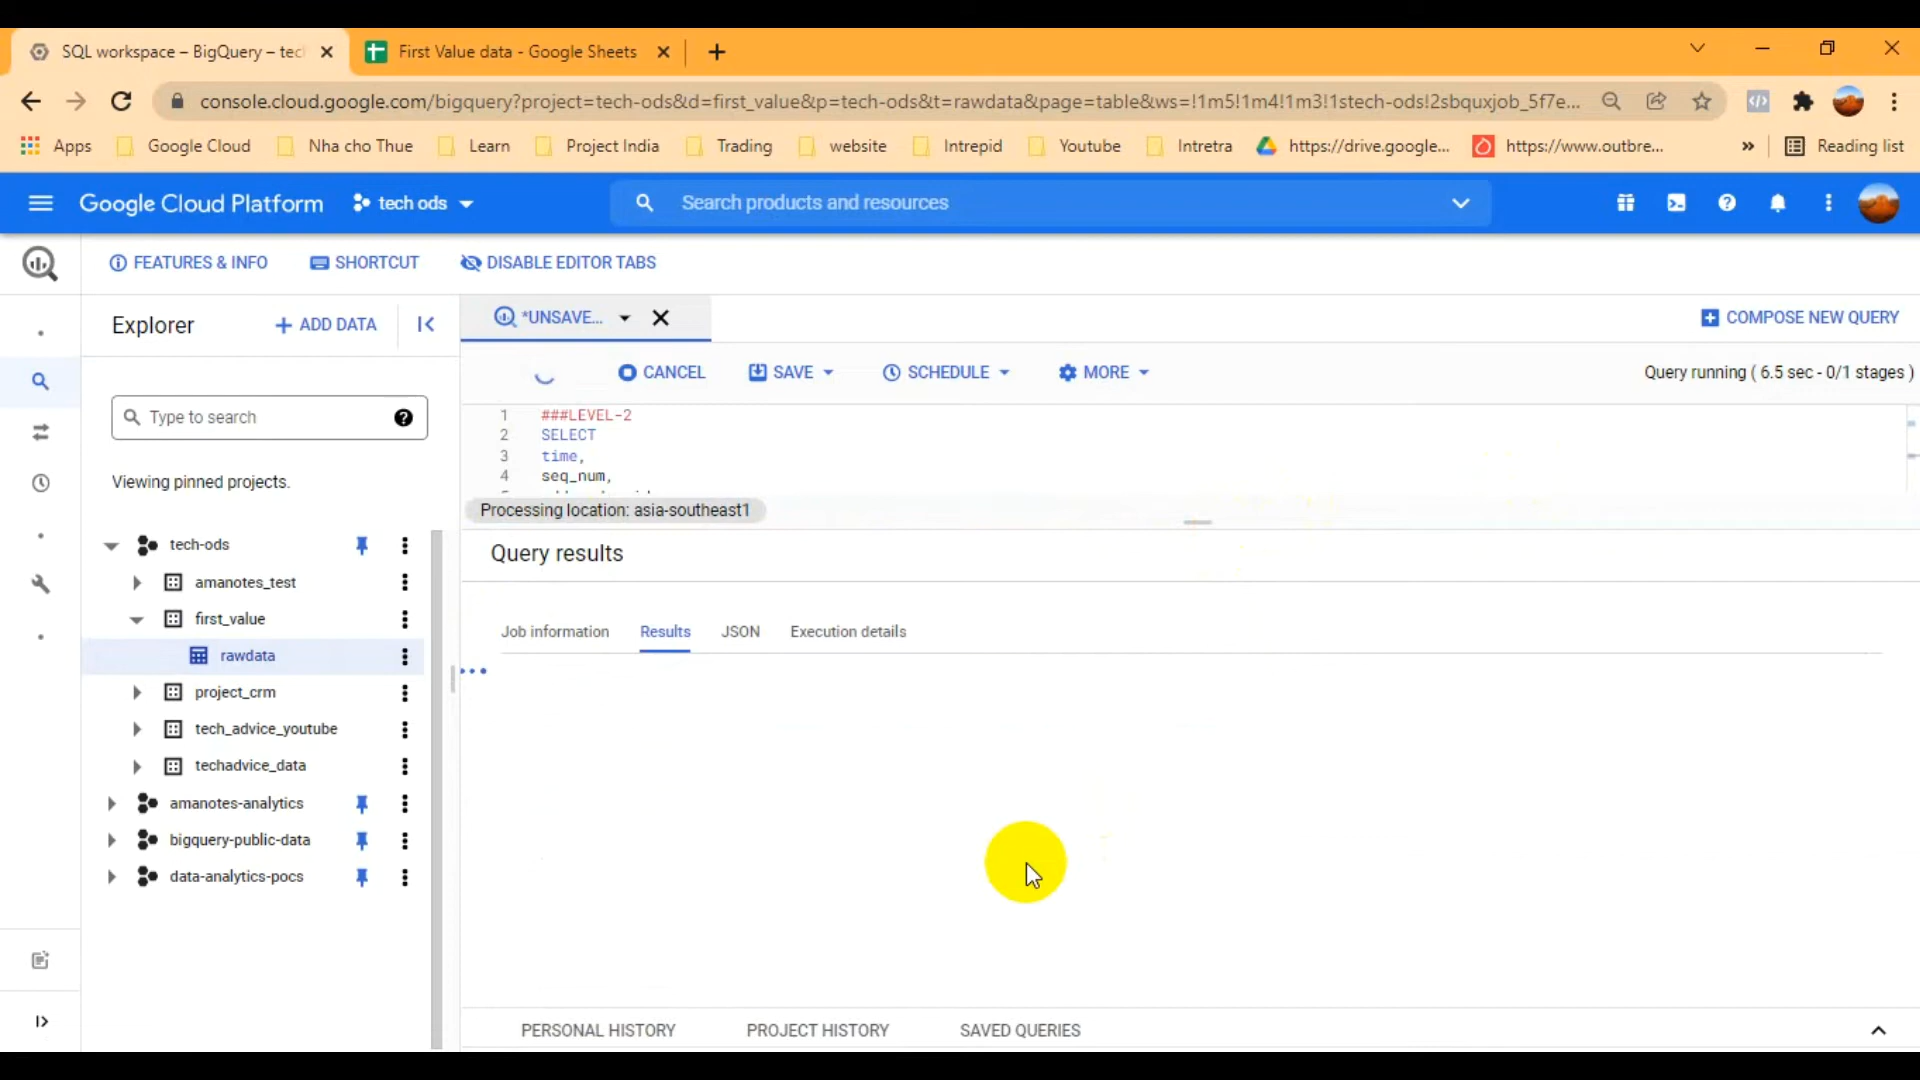 SQL workspace – BigQuery – tec
First Value data - Google Sheets
console.cloud.google.com/bigquery?project=tech-ods&d=first_value&p=tech-ods&t=rawdata&page=table&ws=!1m5!1m4!1m3!1stech-ods!2sbquxjob_5f7e...
Apps
Google Cloud
Nha cho Thue
Learn
Project India
Trading
website
Intrepid
Youtube
Intretra
https://drive.google...
https://www.outbre...
Reading list
Google Cloud Platform
tech ods
Search products and resources
FEATURES & INFO
SHORTCUT
DISABLE EDITOR TABS
Explorer
+ ADD DATA
*UNSAVE...
COMPOSE NEW QUERY
CANCEL
SAVE
SCHEDULE
MORE
Query running ( 6.5 sec - 0/1 stages )
Type to search
1 ###LEVEL-2
2 SELECT
3 time,
4 seq_num,
Processing location: asia-southeast1
Viewing pinned projects.
Query results
tech-ods
amanotes_test
first_value
rawdata
project_crm
tech_advice_youtube
techadvice_data
amanotes-analytics
bigquery-public-data
data-analytics-pocs
Job information
Results
JSON
Execution details
PERSONAL HISTORY
PROJECT HISTORY
SAVED QUERIES